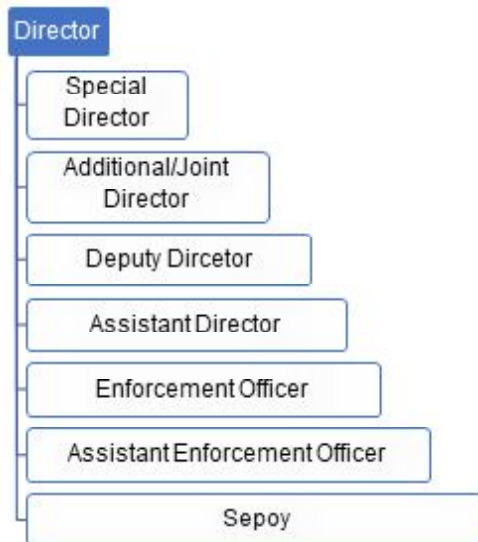 Director
Special
Director
Additional/Joint
Director
Deputy Dircetor
Assistant Director
Enforcement Officer
Assistant Enforcement Officer
Sepoy